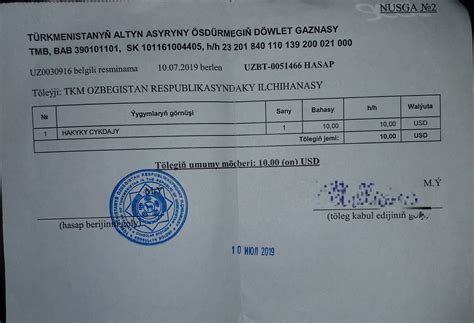 NUSGA №2
TÜRKMENISTANYŇ ALTYN ASYRYNY ÖSDÜRMEGIŇ DÖWLET GAZNASY
TMB, BAB 390101101, SK 101161004405, h/h 23 201 840 110 139 200 021 000
UZ0030916 belgili resminama 10.07.2019 berlen UZBT-0051466 HASAP
Töleýji: TKM OZBEGISTAN RESPUBLIKASYNDAKY ILCHIHANASY
№ Ýygymlaryň görnüşi Sany Bahasy h/h Walýuta
1 HAKYKY CYKDAJY 1 10,00 10,00 USD
Tölegiň jemi: 10,00 USD
Tölegiň umumy möçberi: 10,00 (on) USD
M.Ý
(hasap berijiniň goly) (töleg kabul edijiniň
10 ИЮЛ 2019